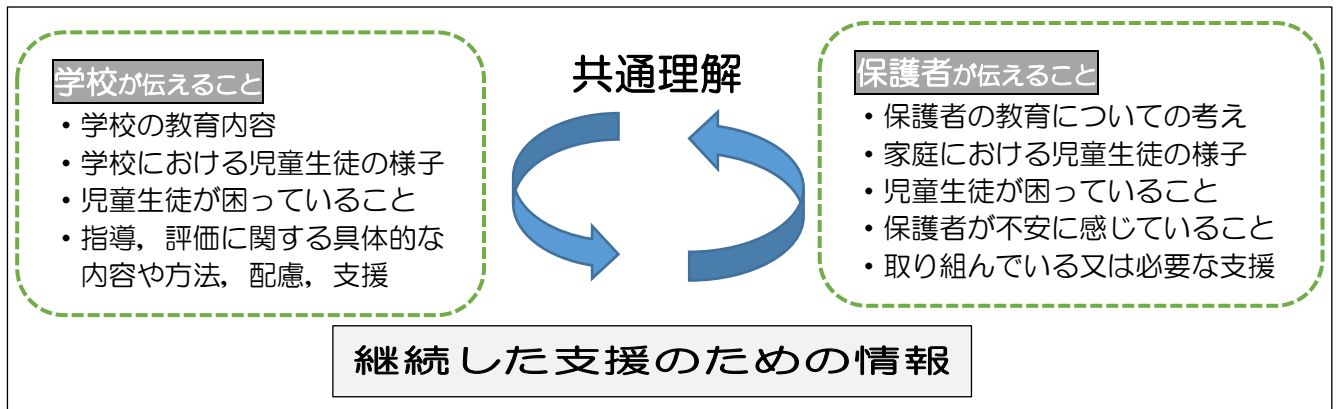 学校が伝えること
・学校の教育内容
・学校における児童生徒の様子
・児童生徒が困っていること
・指導，評価に関する具体的な
内容や方法，配慮，支援
共通理解
保護者が伝えること
・保護者の教育についての考え
・家庭における児童生徒の様子
・児童生徒が困っていること
・保護者が不安に感じていること
・取り組んでいる又は必要な支援
継続した支援のための情報